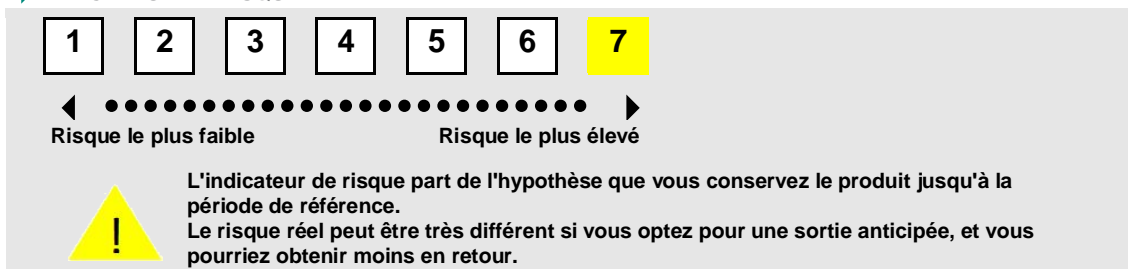 1 2 3 4 5 6 7
Risque le plus faible Risque le plus élevé
L'indicateur de risque part de l'hypothèse que vous conservez le produit jusqu'à la
période de référence.
Le risque réel peut être très différent si vous optez pour une sortie anticipée, et vous
pourriez obtenir moins en retour.
!